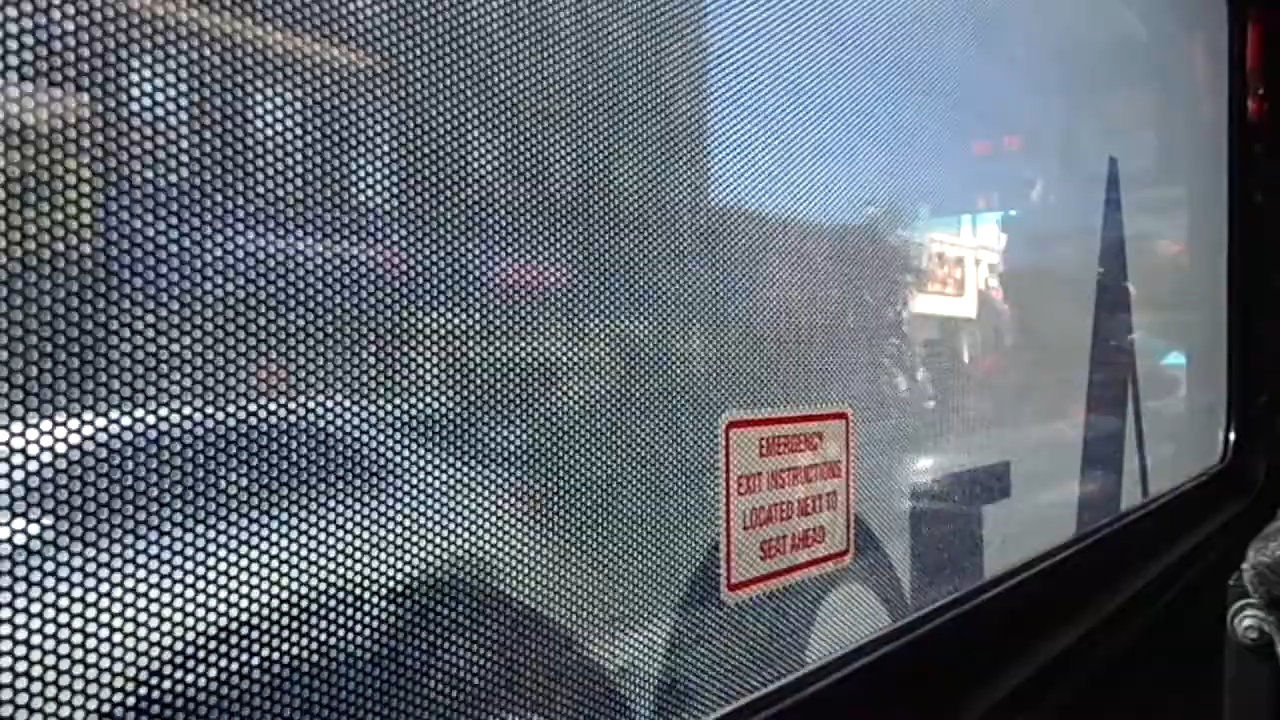 EMERGENCY
EXIT INSTRUCTIONS
LOCATED NEXT TO
SEAT AHEAD